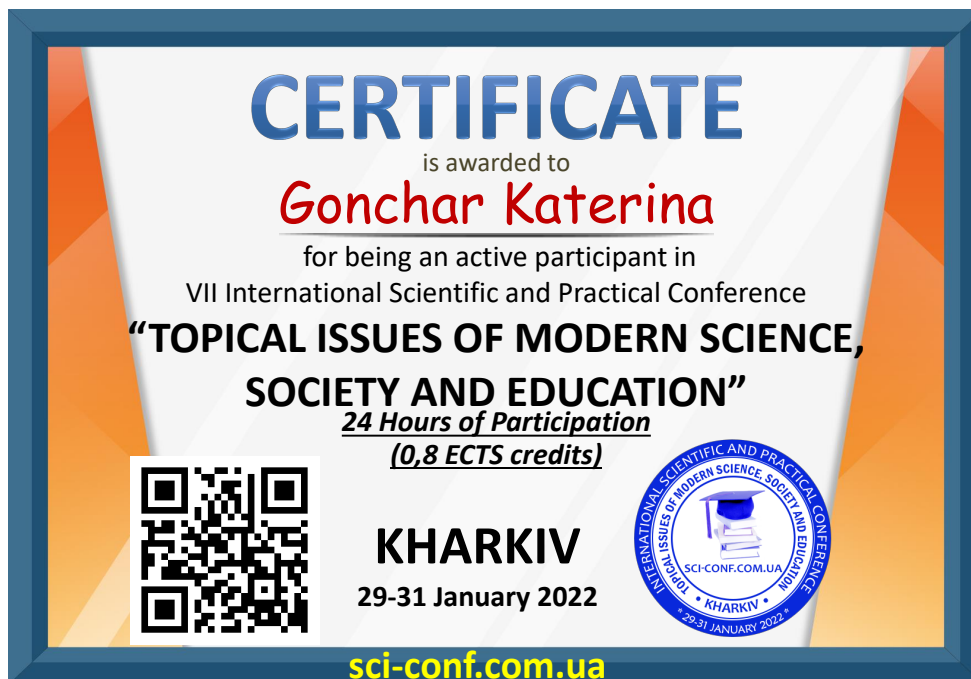 CERTIFICATE
is awarded to
Gonchar Katerina
for being an active participant in
VII International Scientific and Practical Conference
“TOPICAL ISSUES OF MODERN SCIENCE,
SOCIETY AND EDUCATION”
24 Hours of Participation
(0,8 ECTS credits)
KHARKIV
29-31 January 2022
INTERNATIONAL SCIENTIFIC AND PRACTICAL CONFERENCE
TOPICAL ISSUES OF MODERN SCIENCE, SOCIETY AND EDUCATION
SCI-CONF.COM.UA
• KHARKIV •
* 29-31 JANUARY 2022 *
sci-conf.com.ua